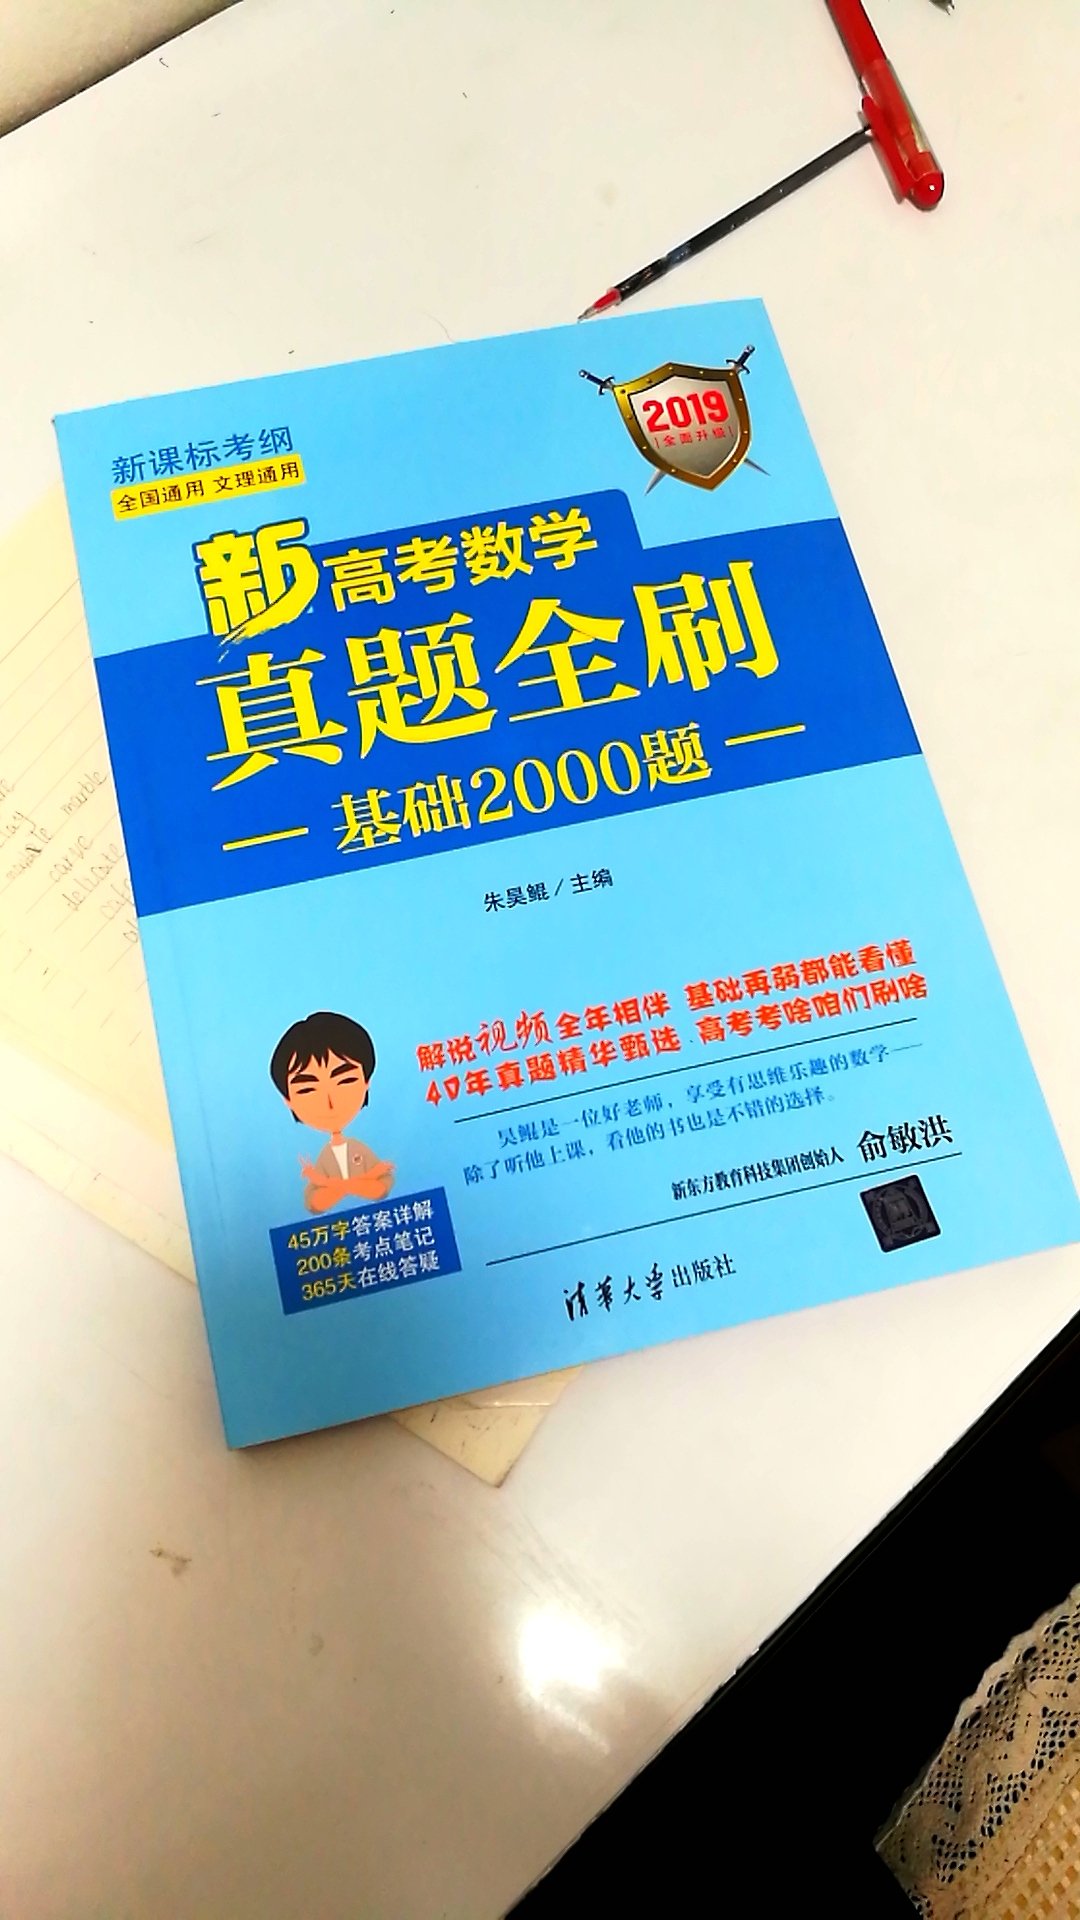 2019
全面升级
新课标考纲
全国通用 文理通用
新高考数学
真题全刷
基础2000题
朱昊鲲 / 主编
解说视频全年相伴 基础再弱都能看懂
40年真题精华甄选 高考考啥咱们刷啥
昊鲲是一位好老师，享受有思维乐趣的数学——
除了听他上课，看他的书也是不错的选择。
新东方教育科技集团创始人 俞敏洪
45万字答案详解
200条考点笔记
365天在线答疑
清华大学出版社
marble
carve
delicate